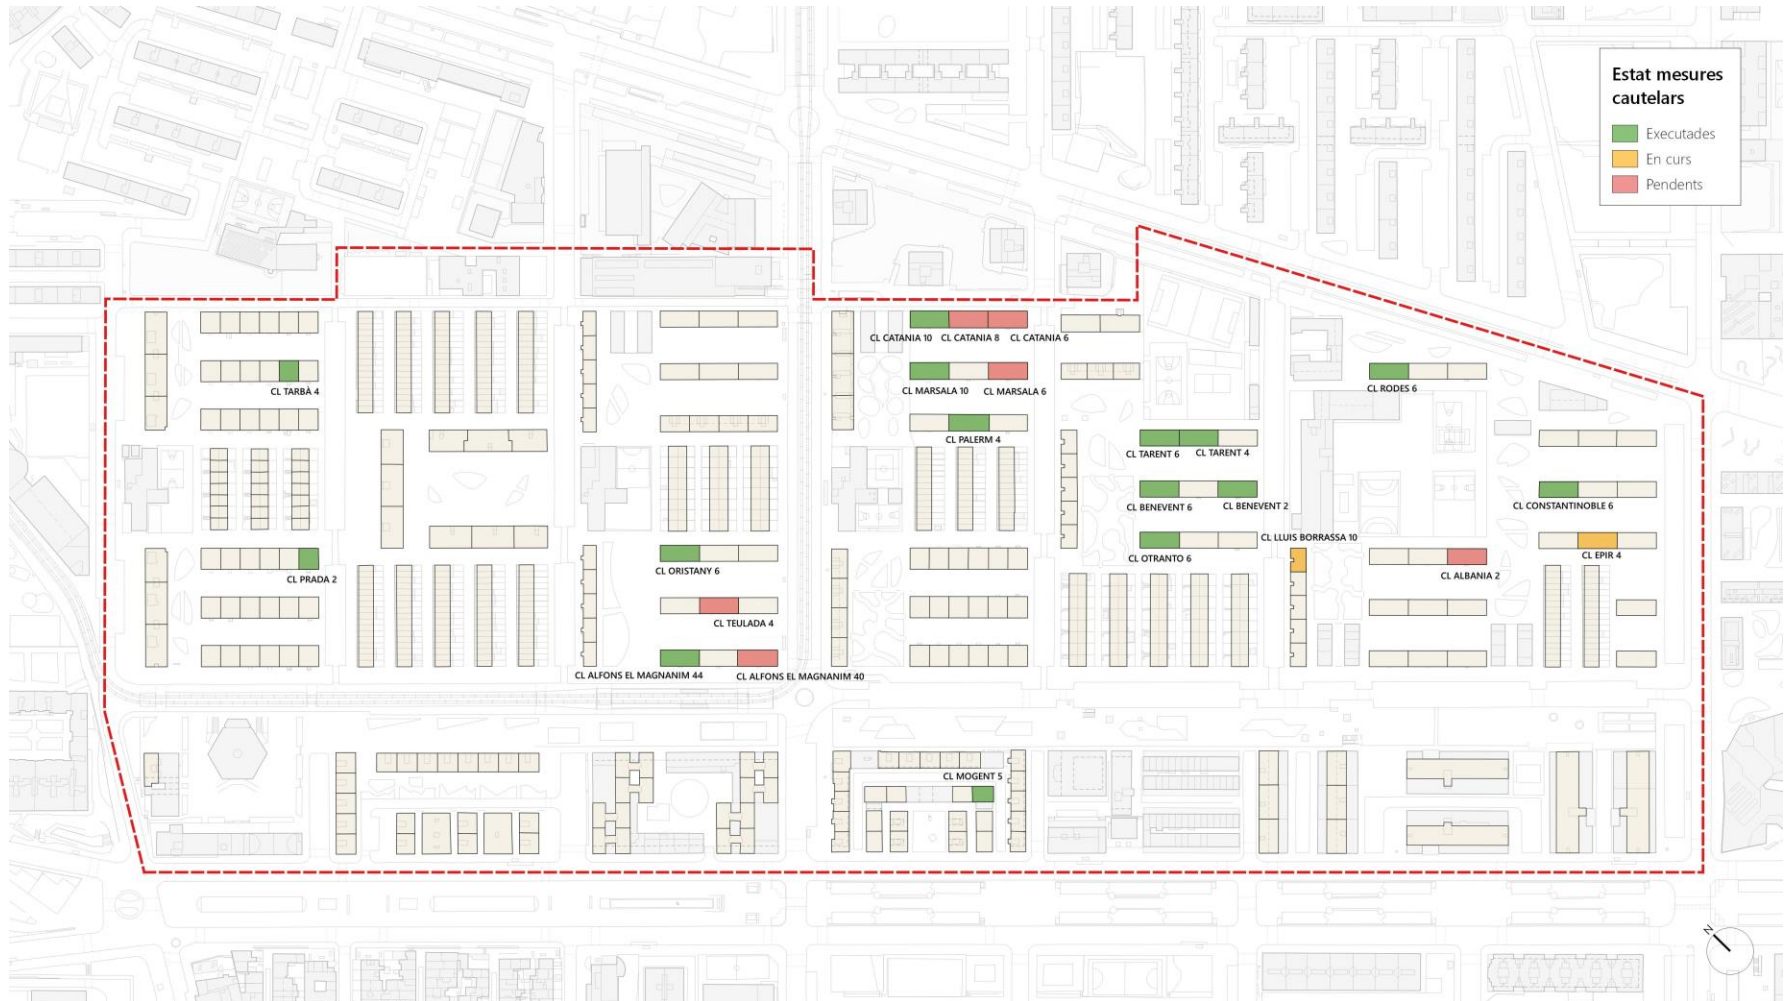 Estat mesures
cautelars
Executades
En curs
Pendents
CL CATANIA 10
CL CATANIA 8
CL CATANIA 6
CL TARBÀ 4
CL MARSALA 10
CL MARSALA 6
CL RODES 6
CL PALERM 4
CL TARENT 6
CL TARENT 4
CL BENEVENT 6
CL BENEVENT 2
CL CONSTANTINOBLE 6
CL LLUIS BORRASSA 10
CL OTRANTO 6
CL EPIR 4
CL ORISTANY 6
CL ALBANIA 2
CL PRADA 2
CL TEULADA 4
CL ALFONS EL MAGNANIM 44
CL ALFONS EL MAGNANIM 40
CL MOGENT 5
N